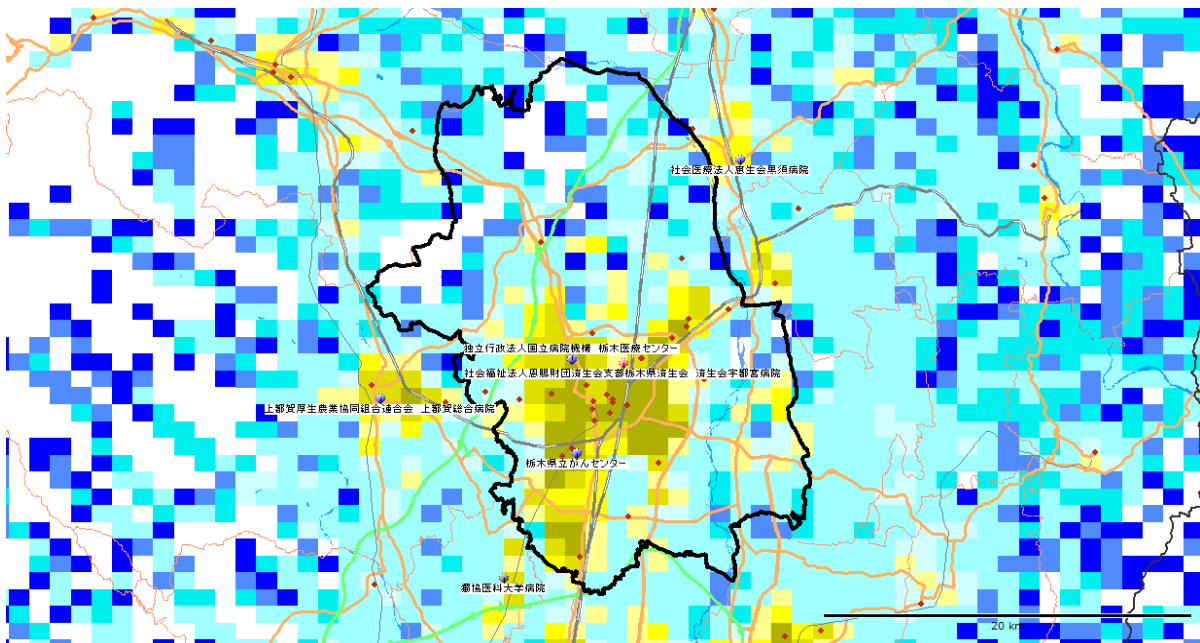 社会医療法人恵生会黒須病院
独立行政法人国立病院機構 栃木医療センター
社会福祉法人恩賜財団済生会支部栃木県済生会 済生会宇都宮病院
上都賀厚生農業協同組合連合会 上都賀総合病院
栃木県立がんセンター
獨協医科大学病院
20 km